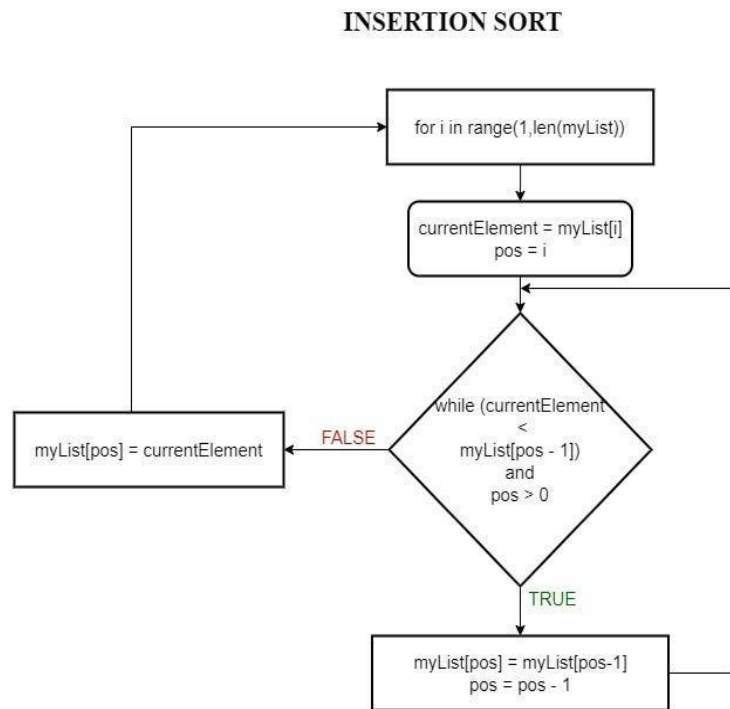 INSERTION SORT
for i in range(1,len(myList))
currentElement = myList[i]
pos = i
while (currentElement
<
myList[pos - 1])
and
pos > 0
FALSE
myList[pos] = currentElement
TRUE
myList[pos] = myList[pos-1]
pos = pos - 1